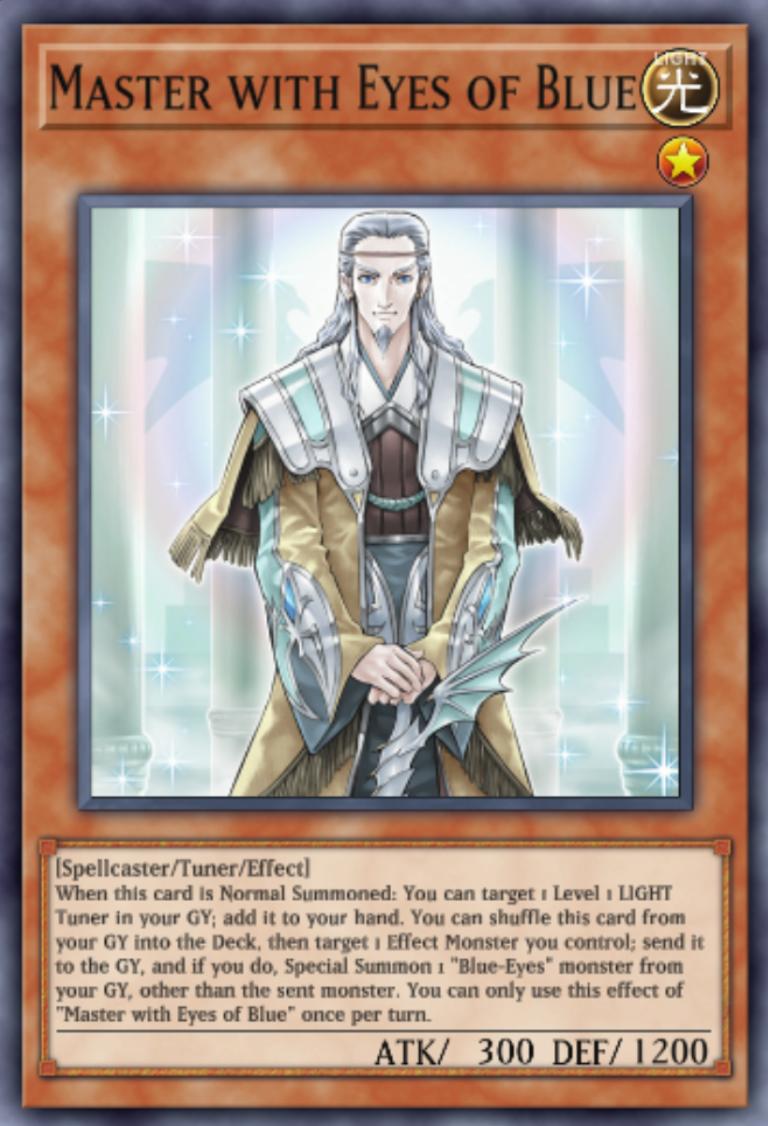 MASTER WITH EYES OF BLUE
LIGHT
光
[Spellcaster/Tuner/Effect]
When this card is Normal Summoned: You can target 1 Level 1 LIGHT
Tuner in your GY; add it to your hand. You can shuffle this card from
your GY into the Deck, then target 1 Effect Monster you control; send it
to the GY, and if you do, Special Summon 1 "Blue-Eyes" monster from
your GY, other than the sent monster. You can only use this effect of
"Master with Eyes of Blue" once per turn.
ATK/ 300 DEF/ 1200